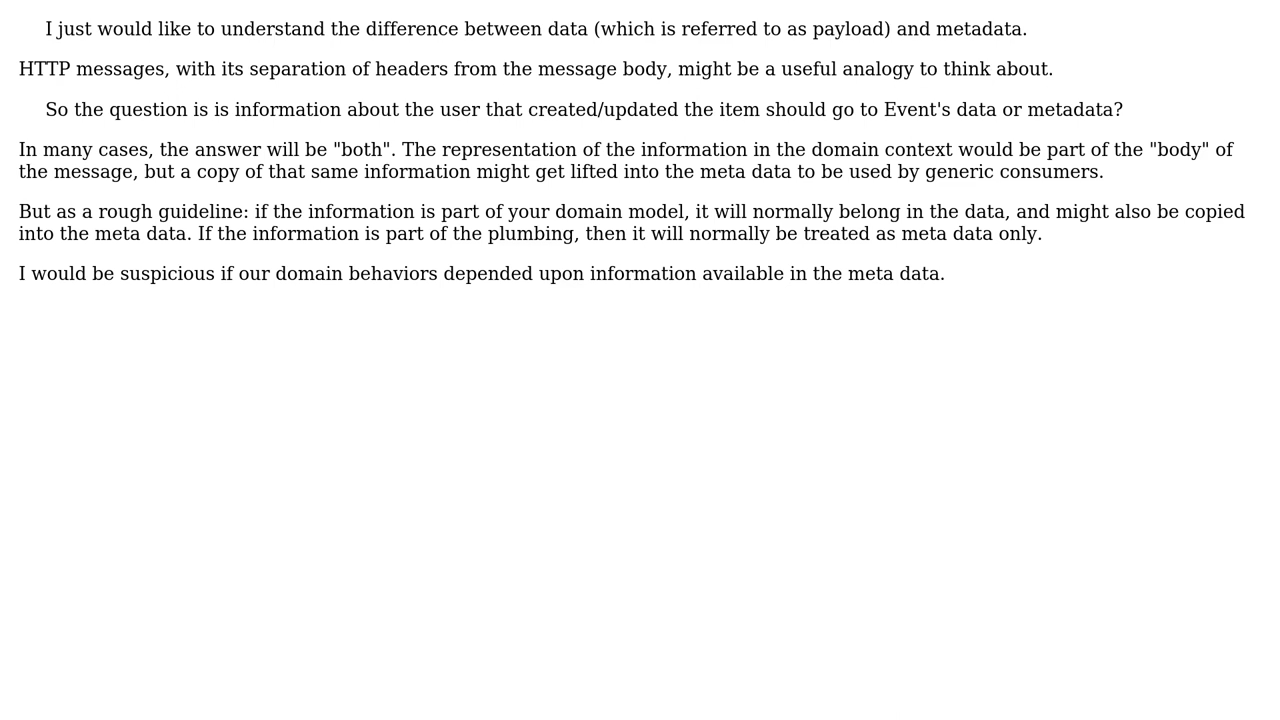 I just would like to understand the difference between data (which is referred to as payload) and metadata.
HTTP messages, with its separation of headers from the message body, might be a useful analogy to think about.
So the question is is information about the user that created/updated the item should go to Event's data or metadata?
In many cases, the answer will be "both". The representation of the information in the domain context would be part of the "body" of
the message, but a copy of that same information might get lifted into the meta data to be used by generic consumers.
But as a rough guideline: if the information is part of your domain model, it will normally belong in the data, and might also be copied
into the meta data. If the information is part of the plumbing, then it will normally be treated as meta data only.
I would be suspicious if our domain behaviors depended upon information available in the meta data.